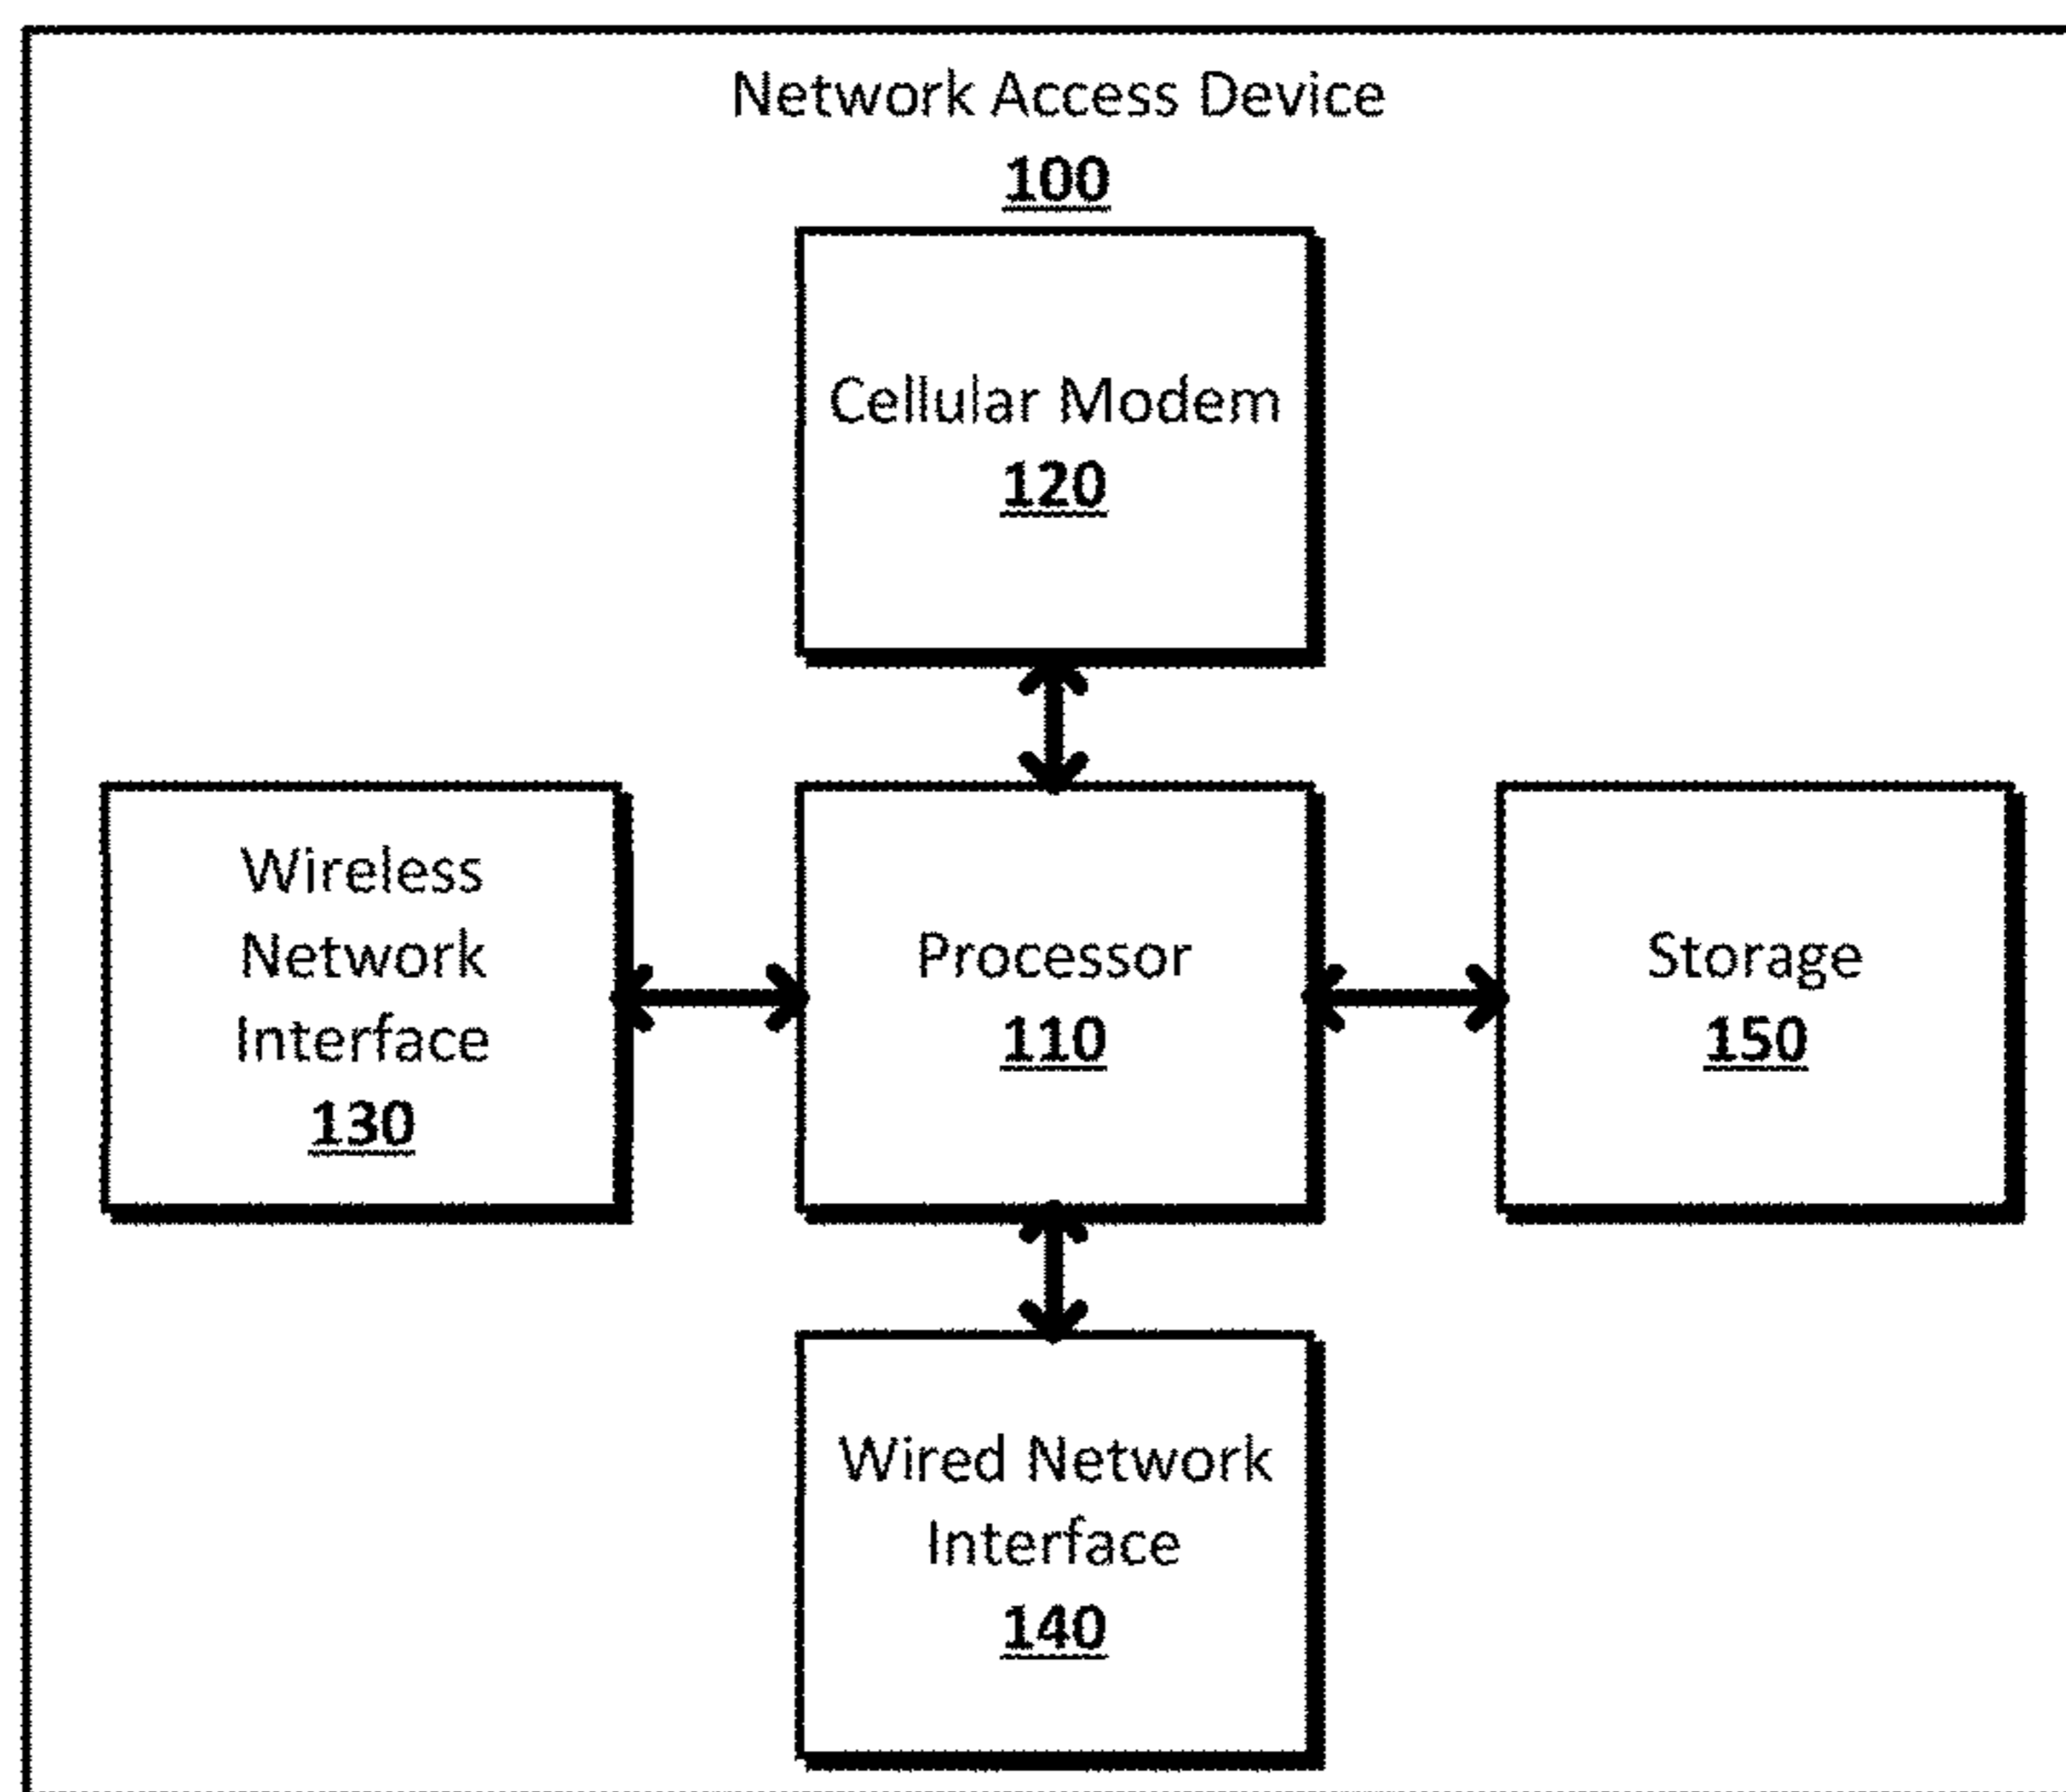 Network Access Device
100
Cellular Modem
120
Wireless
Network
Interface
130
Processor
110
Storage
150
Wired Network
Interface
140